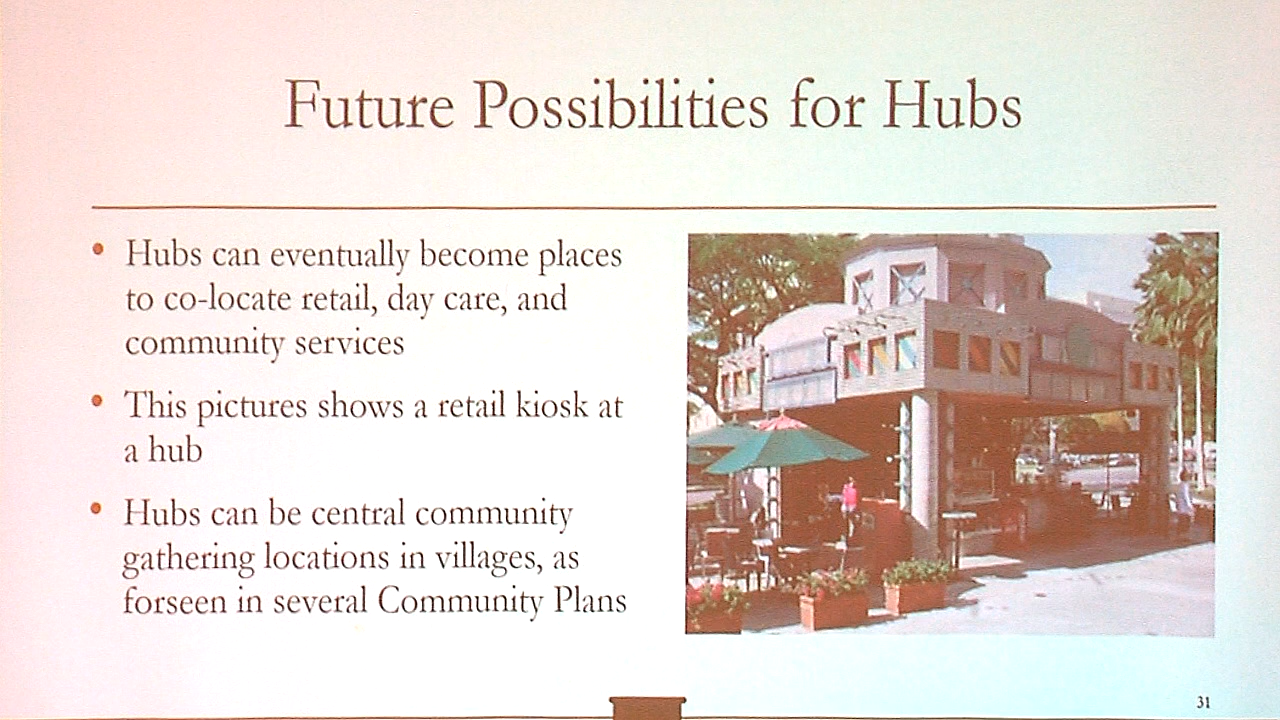 Future Possibilities for Hubs
• Hubs can eventually become places
to co-locate retail, day care, and
community services
• This pictures shows a retail kiosk at
a hub
• Hubs can be central community
gathering locations in villages, as
forseen in several Community Plans
31